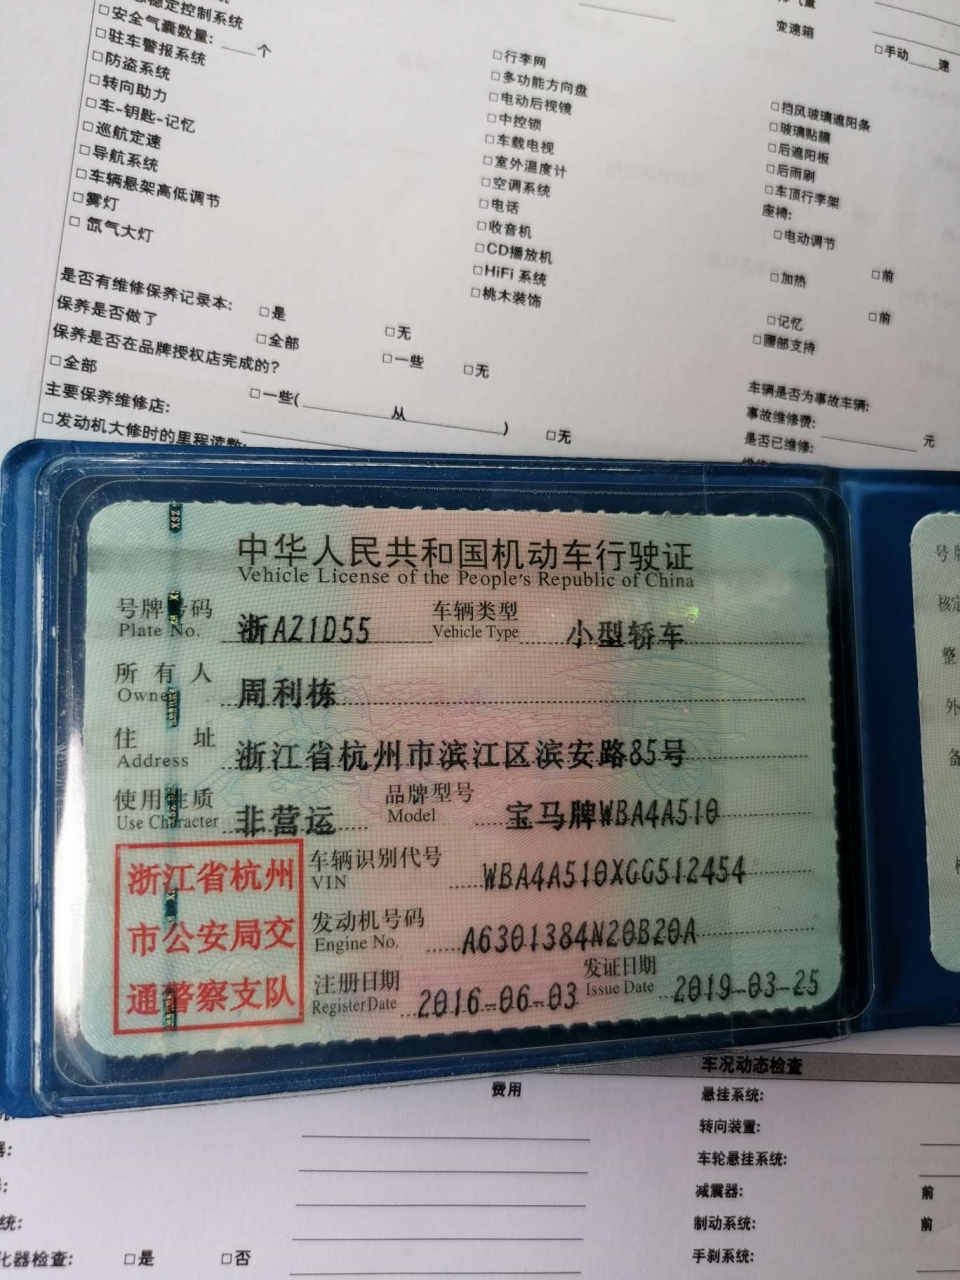 稳定控制系统
□安全气囊数量: ____个
□驻车警报系统
□防盗系统
□转向助力
□车-钥匙-记忆
□巡航定速
□导航系统
□车辆悬架高低调节
□雾灯
□氙气大灯
□行李网
□多功能方向盘
□电动后视镜
□中控锁
□车载电视
□室外温度计
□空调系统
□电话
□收音机
□CD播放机
□HiFi 系统
□桃木装饰
变速箱
□手动____速
□挡风玻璃遮阳条
□玻璃贴膜
□后遮阳板
□后雨刷
□车顶行李架
座椅:
□电动调节
□加热 □前
□记忆 □前
□腰部支持
是否有维修保养记录本: □是 □无
保养是否做了 □全部 □一些 □无
保养是否在品牌授权店完成的?
□全部 □一些(____从____) □无
主要保养维修店:
□发动机大修时的里程读数:
车辆是否为事故车辆:
事故维修费: ____元
是否已维修:
中华人民共和国机动车行驶证
Vehicle License of the People's Republic of China
号牌号码 浙AZ1D55 车辆类型 小型轿车
Plate No. Vehicle Type
所有人 周利栋
Owner
住址 浙江省杭州市滨江区滨安路85号
Address
使用性质 非营运 品牌型号 宝马牌WBA4A510
Use Character Model
浙江省杭州
市公安局交
通警察支队
车辆识别代号 WBA4A510XGG512454
VIN
发动机号码 A6301384N20B20A
Engine No.
注册日期 2016-06-03 发证日期 2019-03-25
Register Date Issue Date
号牌
核定
整
外
备
费用
车况动态检查
悬挂系统:
转向装置:
车轮悬挂系统:
减震器: 前
制动系统: 前
手刹系统:
统:
化器检查: □是 □否